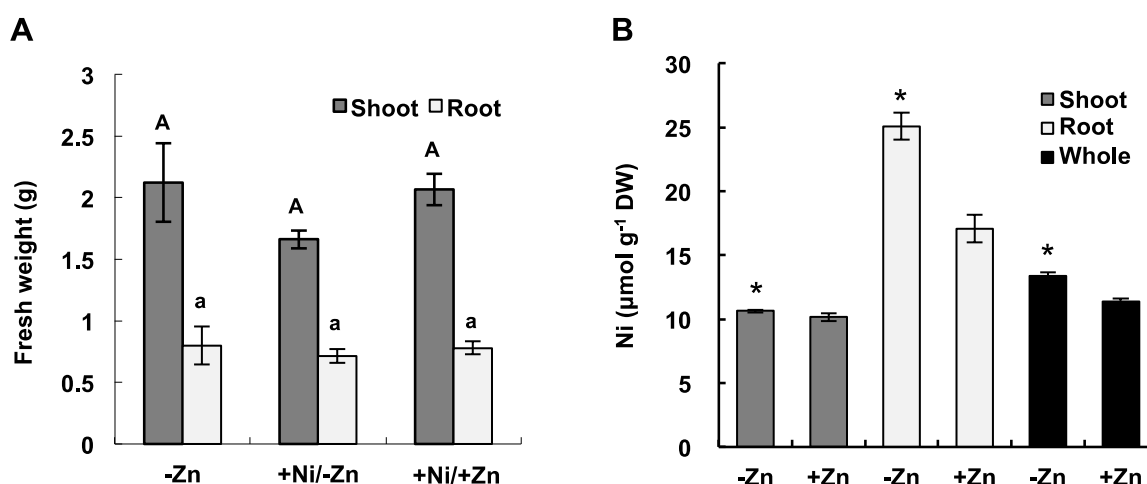 A
Fresh weight (g)
3
2.5
2
1.5
1
0.5
0
Shoot Root
A
a
A
a
A
a
-Zn +Ni/-Zn +Ni/+Zn
B
Ni (μmol g⁻¹ DW)
30
25
20
15
10
5
0
Shoot
Root
Whole
*
*
*
-Zn +Zn -Zn +Zn -Zn +Zn